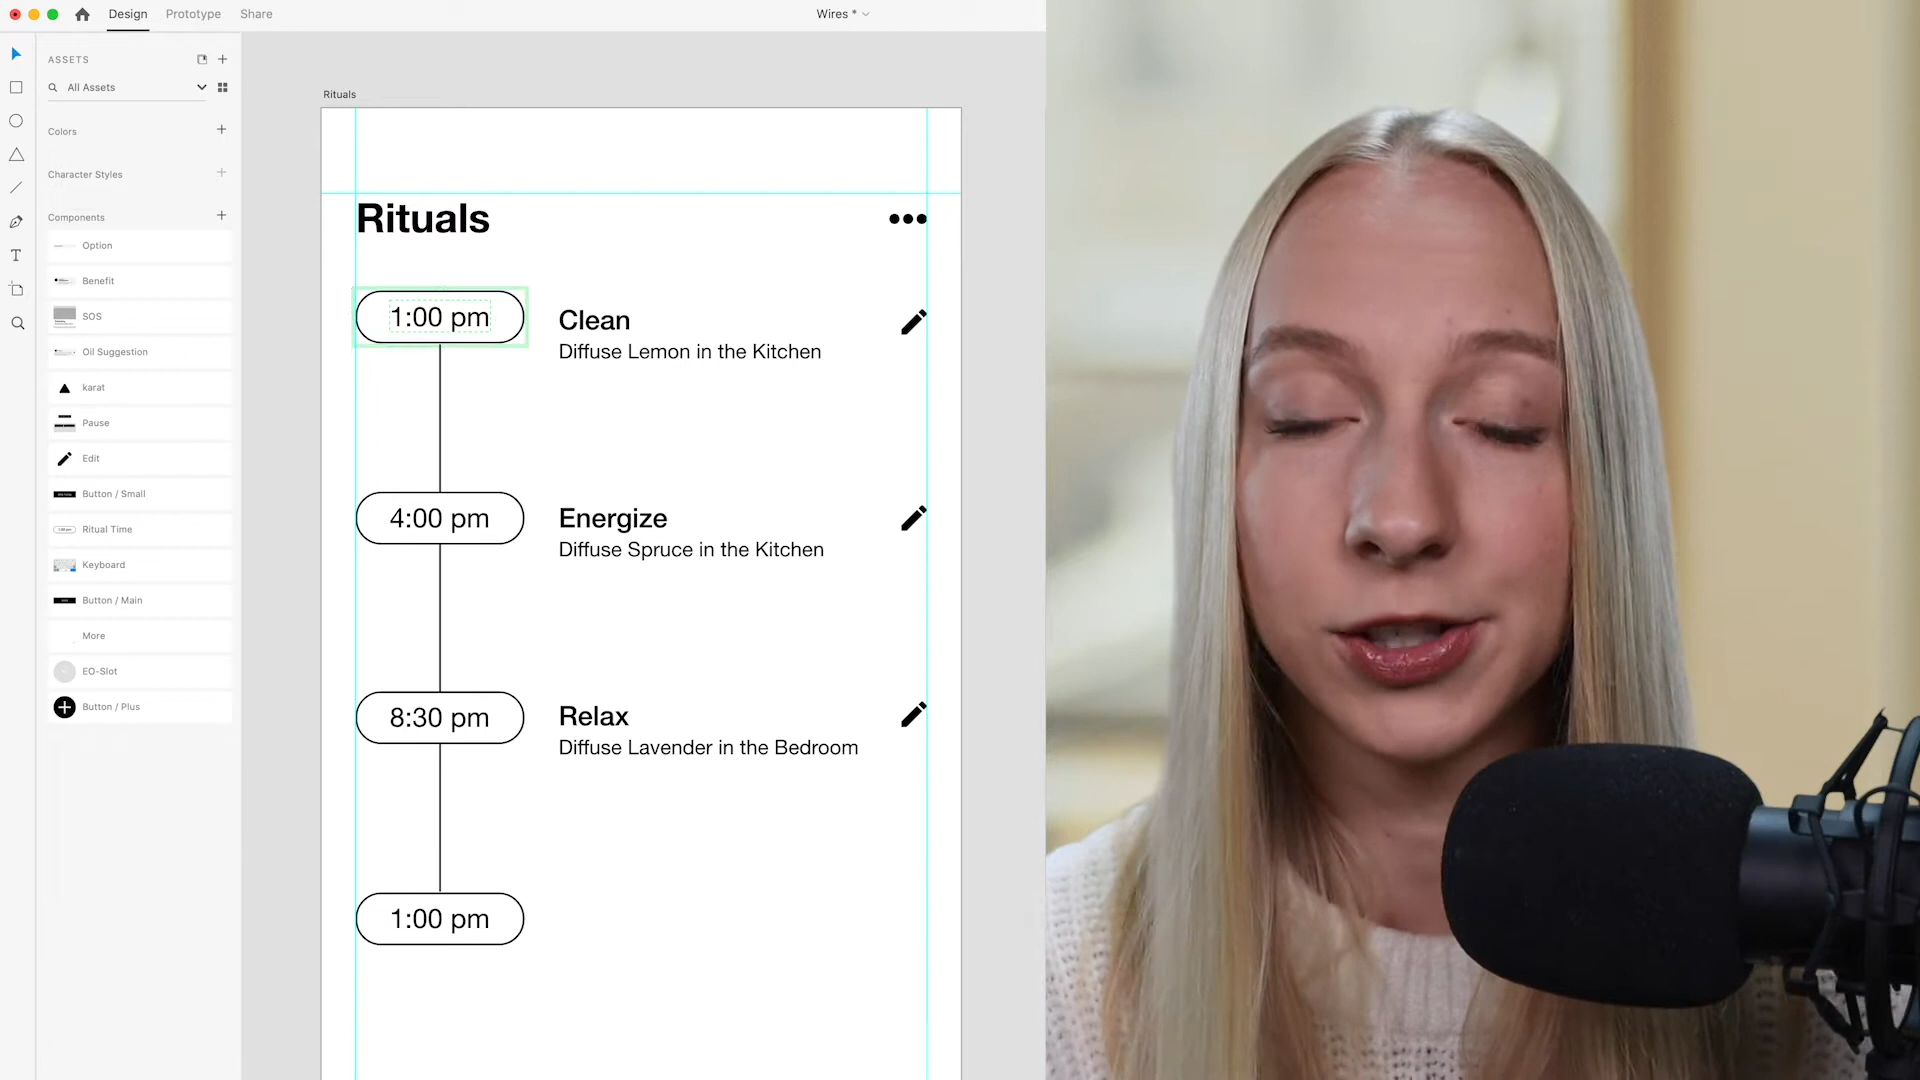 Design Prototype Share
Wires *
ASSETS
All Assets
Colors
Character Styles
Components
Option
Benefit
SOS
Oil Suggestion
karat
Pause
Edit
Button / Small
Ritual Time
Keyboard
Button / Main
More
EO-Slot
Button / Plus
Rituals
Rituals
1:00 pm
Clean
Diffuse Lemon in the Kitchen
4:00 pm
Energize
Diffuse Spruce in the Kitchen
8:30 pm
Relax
Diffuse Lavender in the Bedroom
1:00 pm